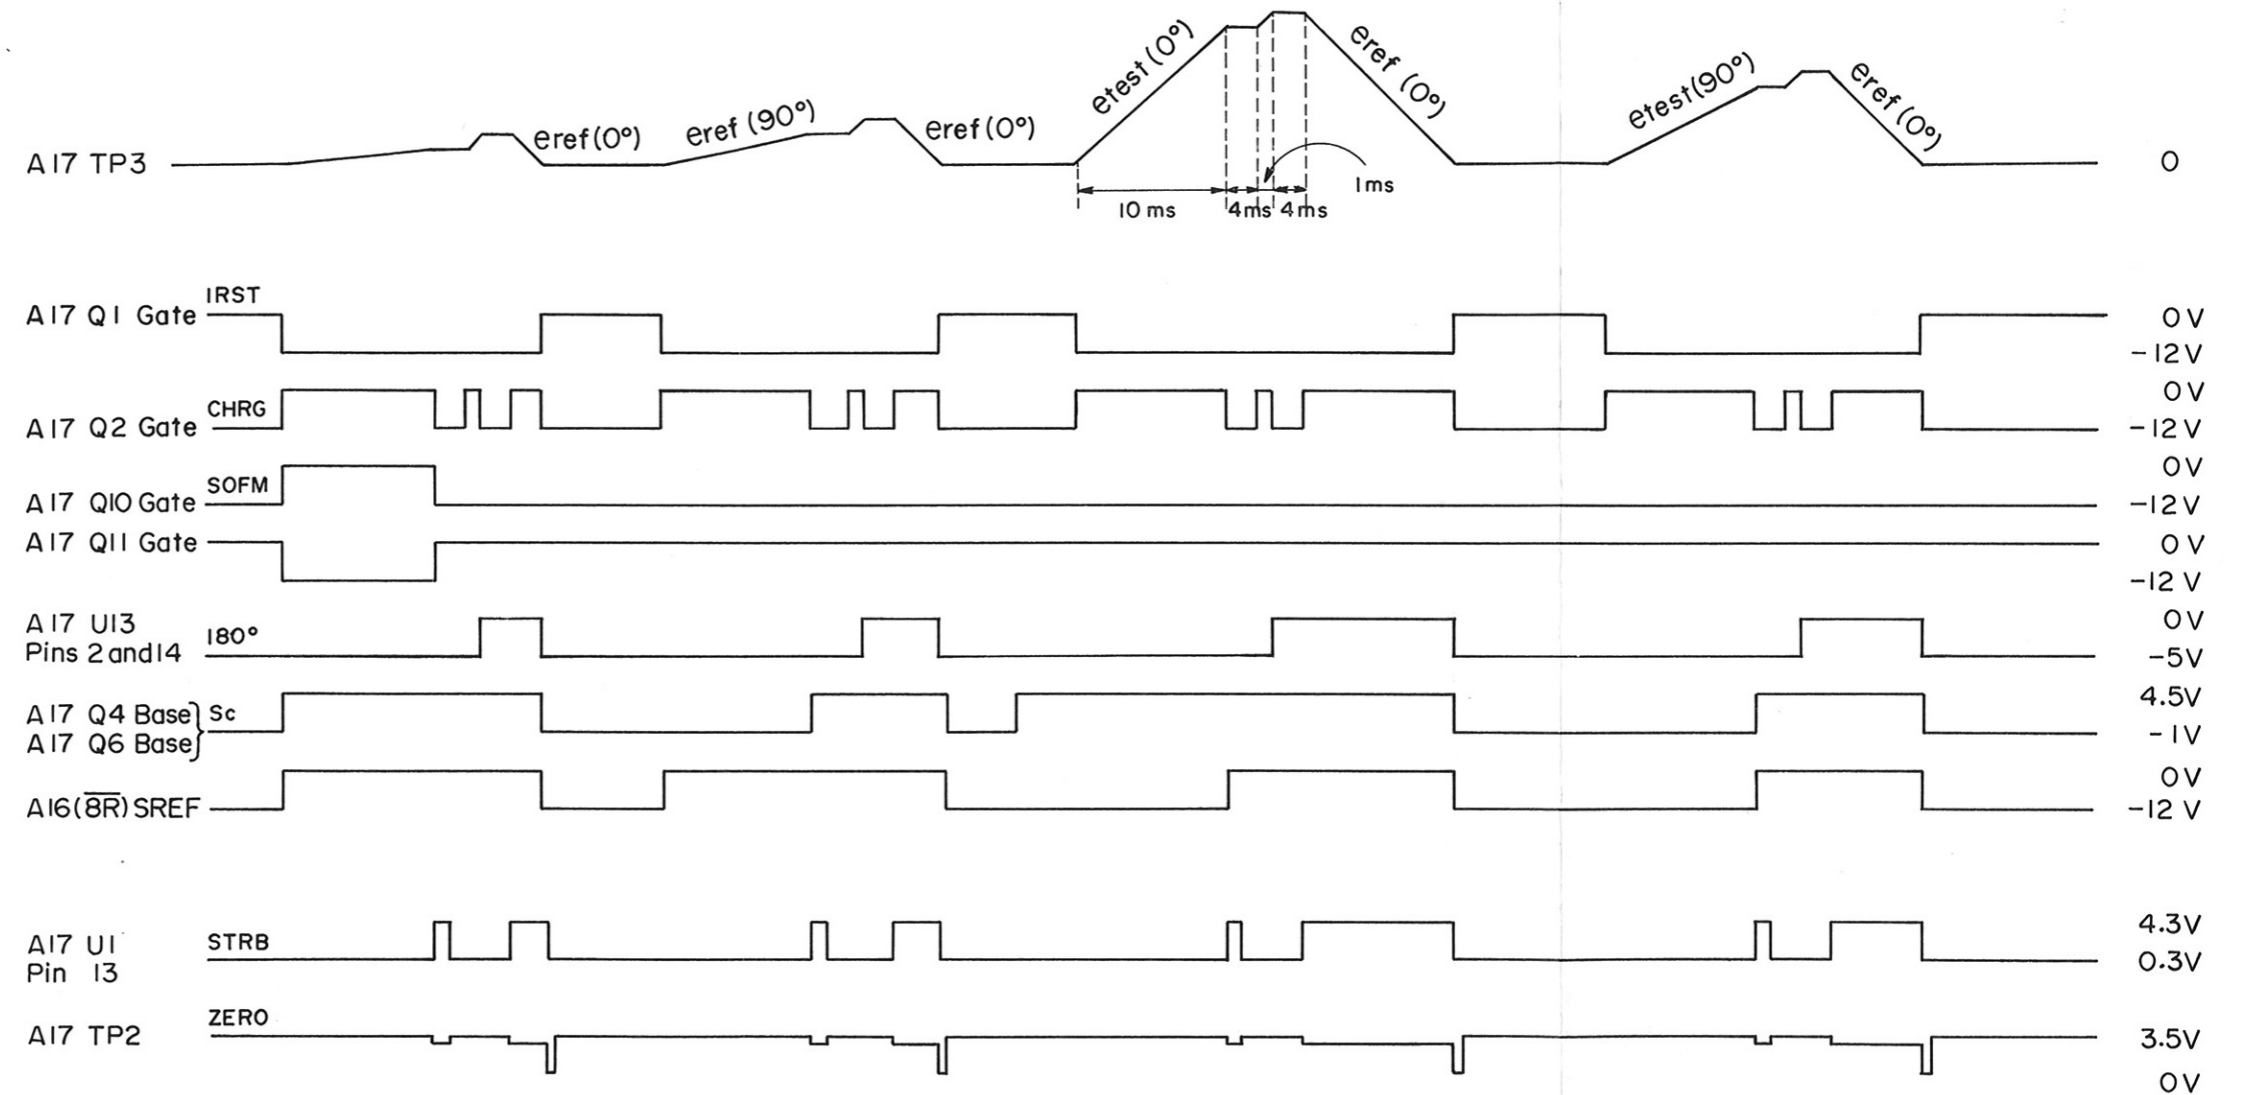 etest (0°)
eref (0°)
etest (90°)
eref (0°)
eref (0°)
eref (90°)
eref (0°)
A17 TP3
0
1ms
10 ms
4ms
4ms
IRST
A17 Q1 Gate
0V
-12V
CHRG
A17 Q2 Gate
0V
-12V
SOFM
A17 Q10 Gate
0V
-12V
A17 Q11 Gate
0V
-12V
A17 U13
Pins 2 and 14
180°
0V
-5V
A17 Q4 Base
A17 Q6 Base
Sc
4.5V
-1V
A16(8̅R̅)SREF
0V
-12V
A17 U1
Pin 13
STRB
4.3V
0.3V
ZERO
A17 TP2
3.5V
0V